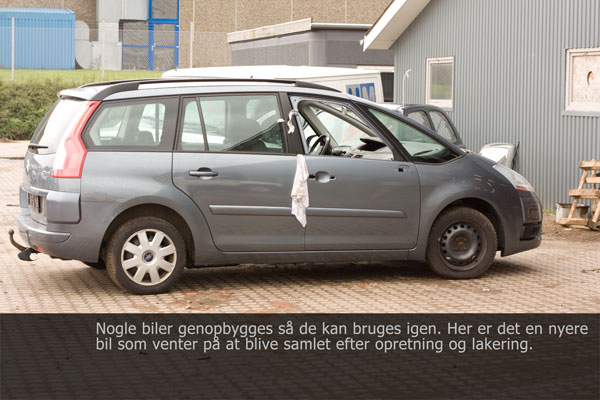 Nogle biler genopbygges så de kan bruges igen. Her er det en nyere
bil som venter på at blive samlet efter opretning og lakering.